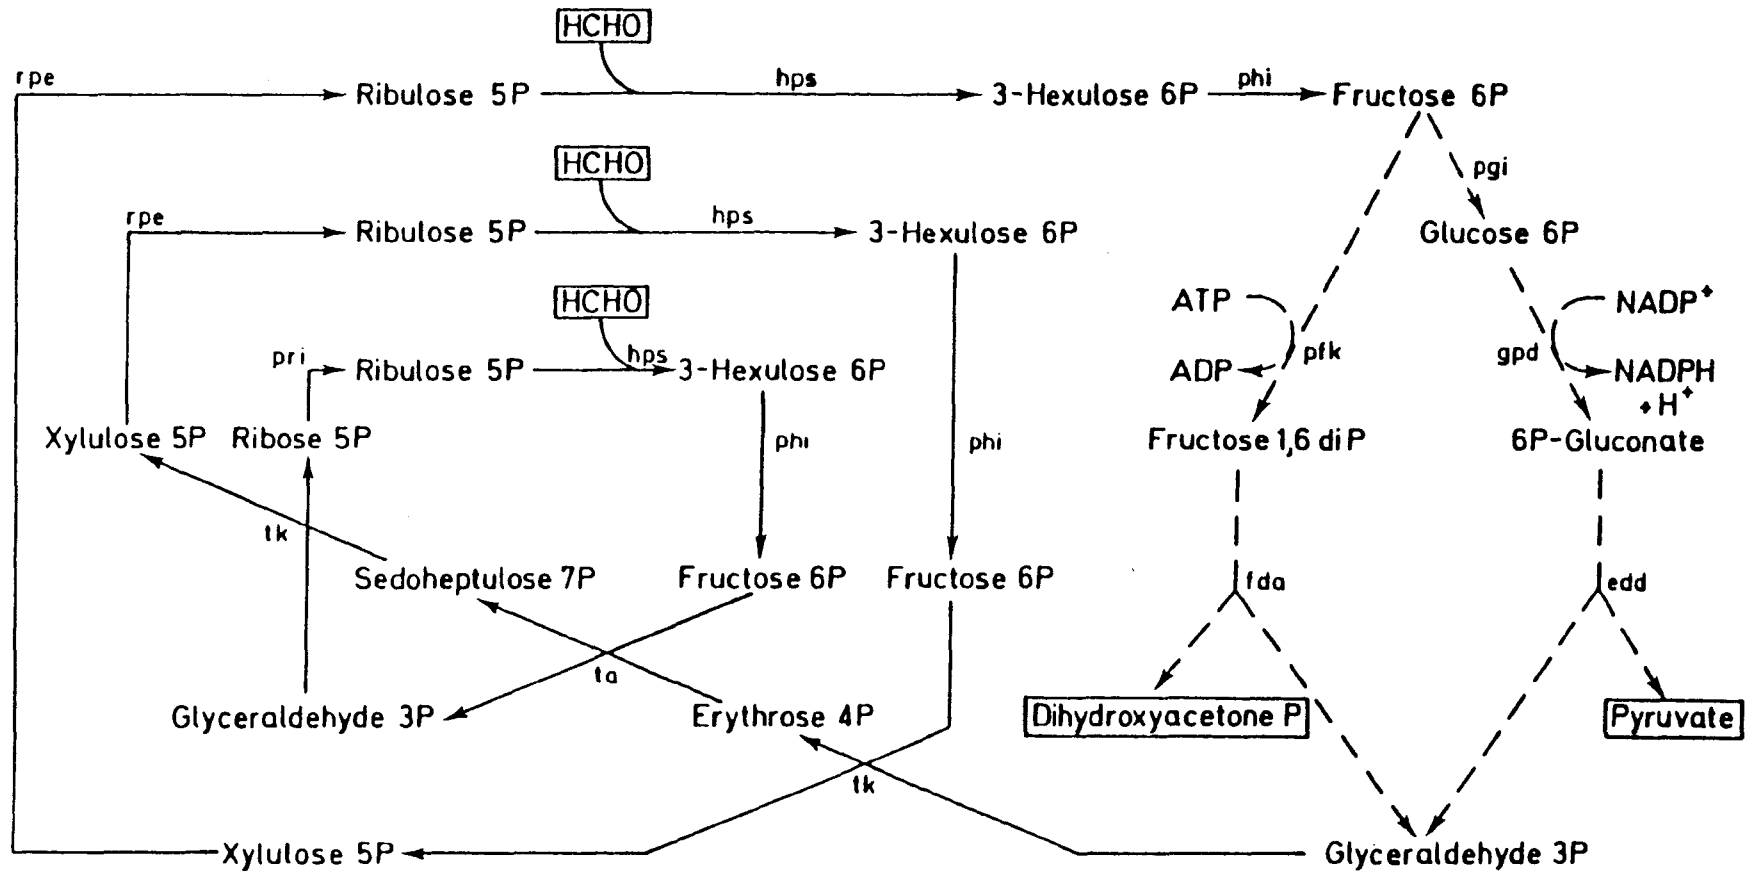 HCHO
rpe
hps
phi
Ribulose 5P
3-Hexulose 6P
Fructose 6P
HCHO
pgi
rpe
hps
Ribulose 5P
3-Hexulose 6P
Glucose 6P
HCHO
ATP
NADP⁺
pri
hps
pfk
gpd
Ribulose 5P
3-Hexulose 6P
ADP
NADPH
+H⁺
Xylulose 5P
Ribose 5P
phi
phi
Fructose 1,6 diP
6P-Gluconate
tk
Sedoheptulose 7P
Fructose 6P
Fructose 6P
fda
edd
ta
Glyceraldehyde 3P
Erythrose 4P
Dihydroxyacetone P
Pyruvate
tk
Xylulose 5P
Glyceraldehyde 3P